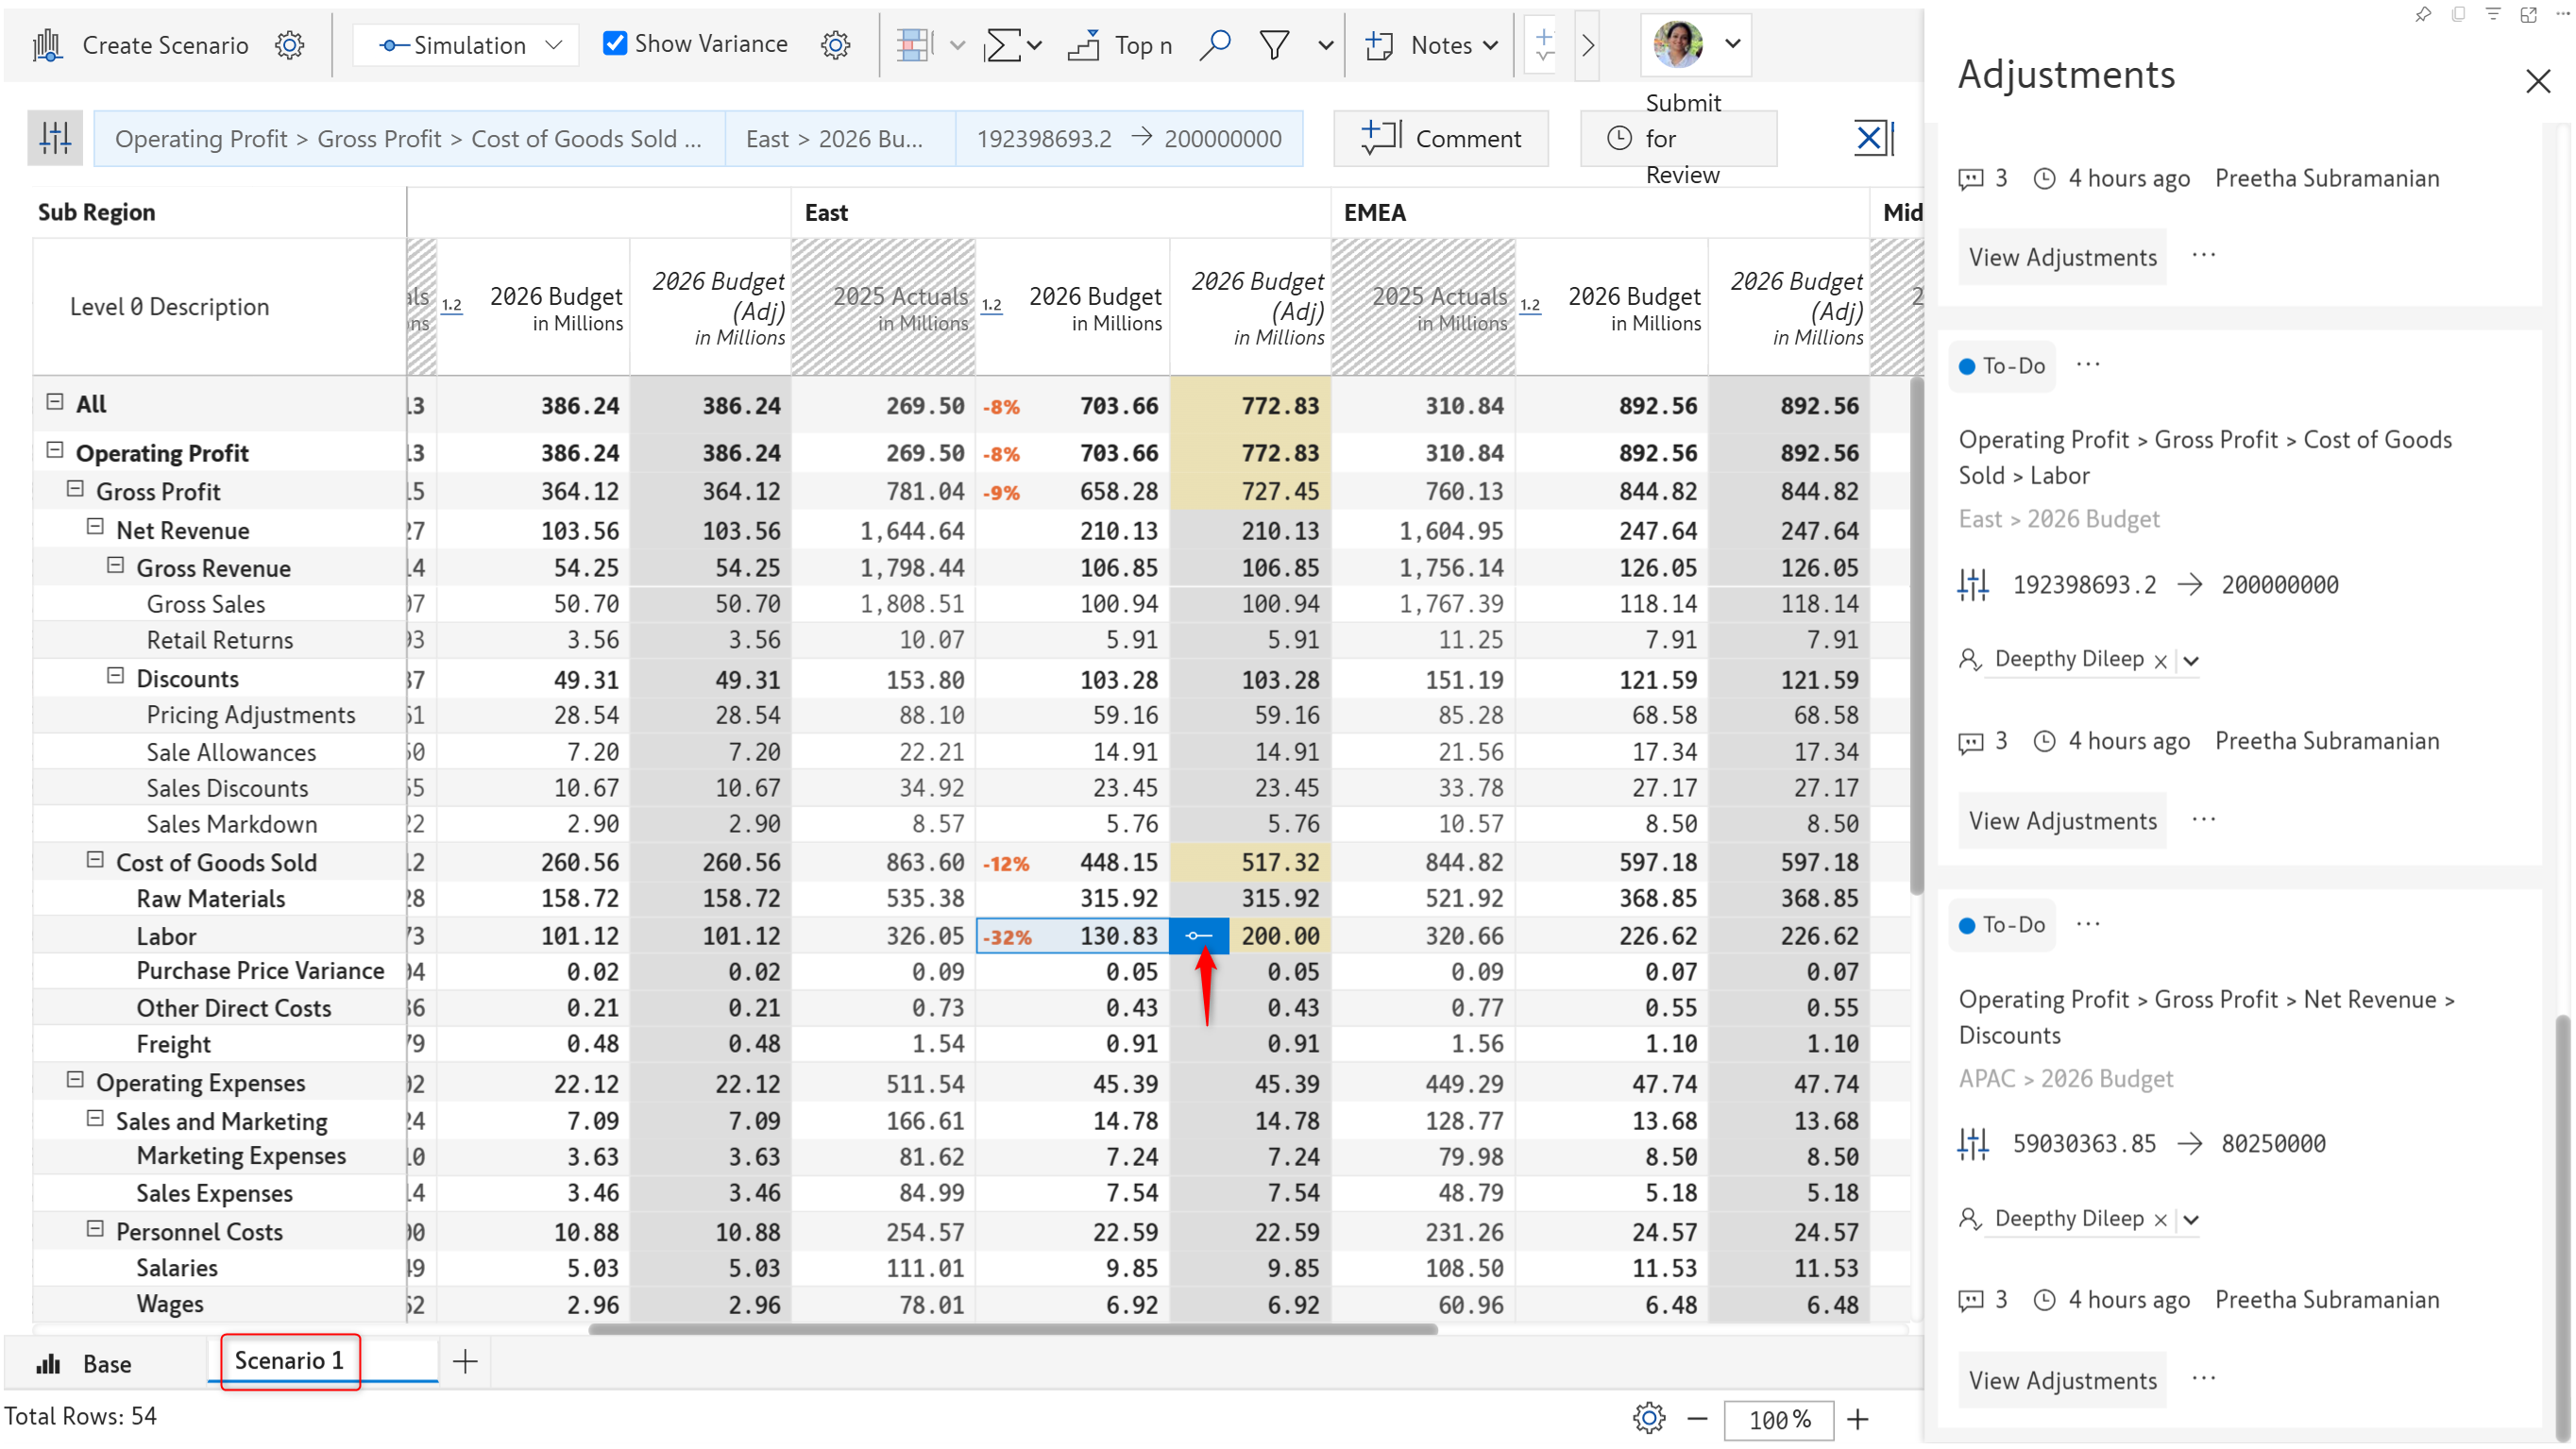 Create Scenario Simulation Show Variance Top n Notes
Operating Profit > Gross Profit > Cost of Goods Sold ... East > 2026 Bu... 192398693.2 → 200000000 Comment Submit for Review
Sub Region East EMEA Mid
Level 0 Description 1.2 2026 Budget in Millions 2026 Budget (Adj) in Millions 2025 Actuals in Millions 1.2 2026 Budget in Millions 2026 Budget (Adj) in Millions 2025 Actuals in Millions 1.2 2026 Budget in Millions 2026 Budget (Adj) in Millions
All 386.24 386.24 269.50 -8% 703.66 772.83 310.84 892.56 892.56
Operating Profit 386.24 386.24 269.50 -8% 703.66 772.83 310.84 892.56 892.56
Gross Profit 364.12 364.12 781.04 -9% 658.28 727.45 760.13 844.82 844.82
Net Revenue 103.56 103.56 1,644.64 210.13 210.13 1,604.95 247.64 247.64
Gross Revenue 54.25 54.25 1,798.44 106.85 106.85 1,756.14 126.05 126.05
Gross Sales 50.70 50.70 1,808.51 100.94 100.94 1,767.39 118.14 118.14
Retail Returns 3.56 3.56 10.07 5.91 5.91 11.25 7.91 7.91
Discounts 49.31 49.31 153.80 103.28 103.28 151.19 121.59 121.59
Pricing Adjustments 28.54 28.54 88.10 59.16 59.16 85.28 68.58 68.58
Sale Allowances 7.20 7.20 22.21 14.91 14.91 21.56 17.34 17.34
Sales Discounts 10.67 10.67 34.92 23.45 23.45 33.78 27.17 27.17
Sales Markdown 2.90 2.90 8.57 5.76 5.76 10.57 8.50 8.50
Cost of Goods Sold 260.56 260.56 863.60 -12% 448.15 517.32 844.82 597.18 597.18
Raw Materials 158.72 158.72 535.38 315.92 315.92 521.92 368.85 368.85
Labor 101.12 101.12 326.05 -32% 130.83 200.00 320.66 226.62 226.62
Purchase Price Variance 0.02 0.02 0.09 0.05 0.05 0.09 0.07 0.07
Other Direct Costs 0.21 0.21 0.73 0.43 0.43 0.77 0.55 0.55
Freight 0.48 0.48 1.54 0.91 0.91 1.56 1.10 1.10
Operating Expenses 22.12 22.12 511.54 45.39 45.39 449.29 47.74 47.74
Sales and Marketing 7.09 7.09 166.61 14.78 14.78 128.77 13.68 13.68
Marketing Expenses 3.63 3.63 81.62 7.24 7.24 79.98 8.50 8.50
Sales Expenses 3.46 3.46 84.99 7.54 7.54 48.79 5.18 5.18
Personnel Costs 10.88 10.88 254.57 22.59 22.59 231.26 24.57 24.57
Salaries 5.03 5.03 111.01 9.85 9.85 108.50 11.53 11.53
Wages 2.96 2.96 78.01 6.92 6.92 60.96 6.48 6.48
Base Scenario 1
Total Rows: 54 100%
Adjustments
3 4 hours ago Preetha Subramanian
View Adjustments ...
To-Do ...
Operating Profit > Gross Profit > Cost of Goods
Sold > Labor
East > 2026 Budget
192398693.2 → 200000000
Deepthy Dileep
3 4 hours ago Preetha Subramanian
View Adjustments ...
To-Do ...
Operating Profit > Gross Profit > Net Revenue >
Discounts
APAC > 2026 Budget
59030363.85 → 80250000
Deepthy Dileep
3 4 hours ago Preetha Subramanian
View Adjustments ...